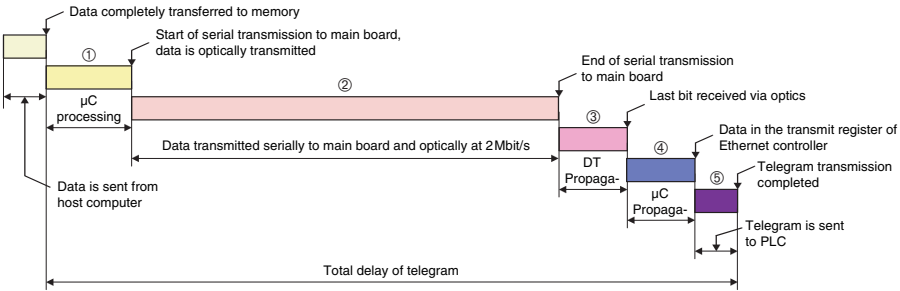 Data completely transferred to memory
Start of serial transmission to main board,
data is optically transmitted
①
②
End of serial transmission
to main board
µC
processing
Last bit received via optics
③
Data transmitted serially to main board and optically at 2 Mbit/s
④
Data in the transmit register of
Ethernet controller
DT
Propaga-
⑤
Telegram transmission
completed
Data is sent from
host computer
µC
Propaga-
Telegram is sent
to PLC
Total delay of telegram